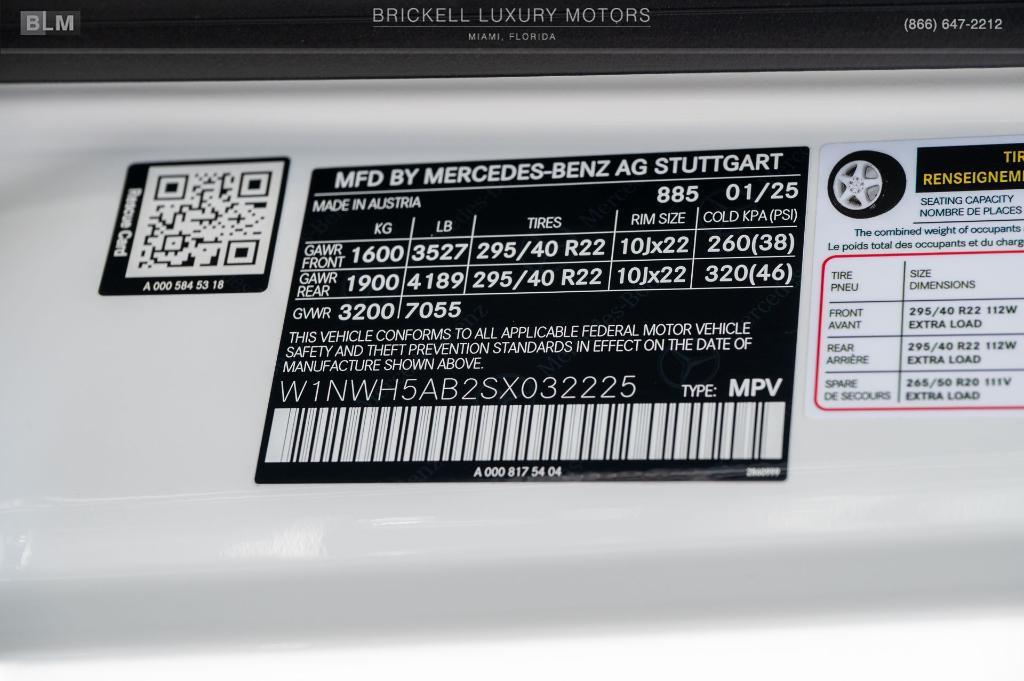 BLM
BRICKELL LUXURY MOTORS
MIAMI, FLORIDA
(866) 647-2212
Rescue Card
A 000 584 53 18
MFD BY MERCEDES-BENZ AG STUTTGART
MADE IN AUSTRIA 885 01/25
KG LB TIRES RIM SIZE COLD KPA (PSI)
GAWR FRONT 1600 3527 295/40 R22 10Jx22 260(38)
GAWR REAR 1900 4189 295/40 R22 10Jx22 320(46)
GVWR 3200 7055
THIS VEHICLE CONFORMS TO ALL APPLICABLE FEDERAL MOTOR VEHICLE
SAFETY AND THEFT PREVENTION STANDARDS IN EFFECT ON THE DATE OF
MANUFACTURE SHOWN ABOVE.
W1NWH5AB2SX032225 TYPE: MPV
A 000 817 54 04
TIR
RENSEIGNEM
SEATING CAPACITY
NOMBRE DE PLACES
The combined weight of occupants
Le poids total des occupants et du charg
TIRE SIZE
PNEU DIMENSIONS
FRONT 295/40 R22 112W
AVANT EXTRA LOAD
REAR 295/40 R22 112W
ARRIÈRE EXTRA LOAD
SPARE 265/50 R20 111V
DE SECOURS EXTRA LOAD